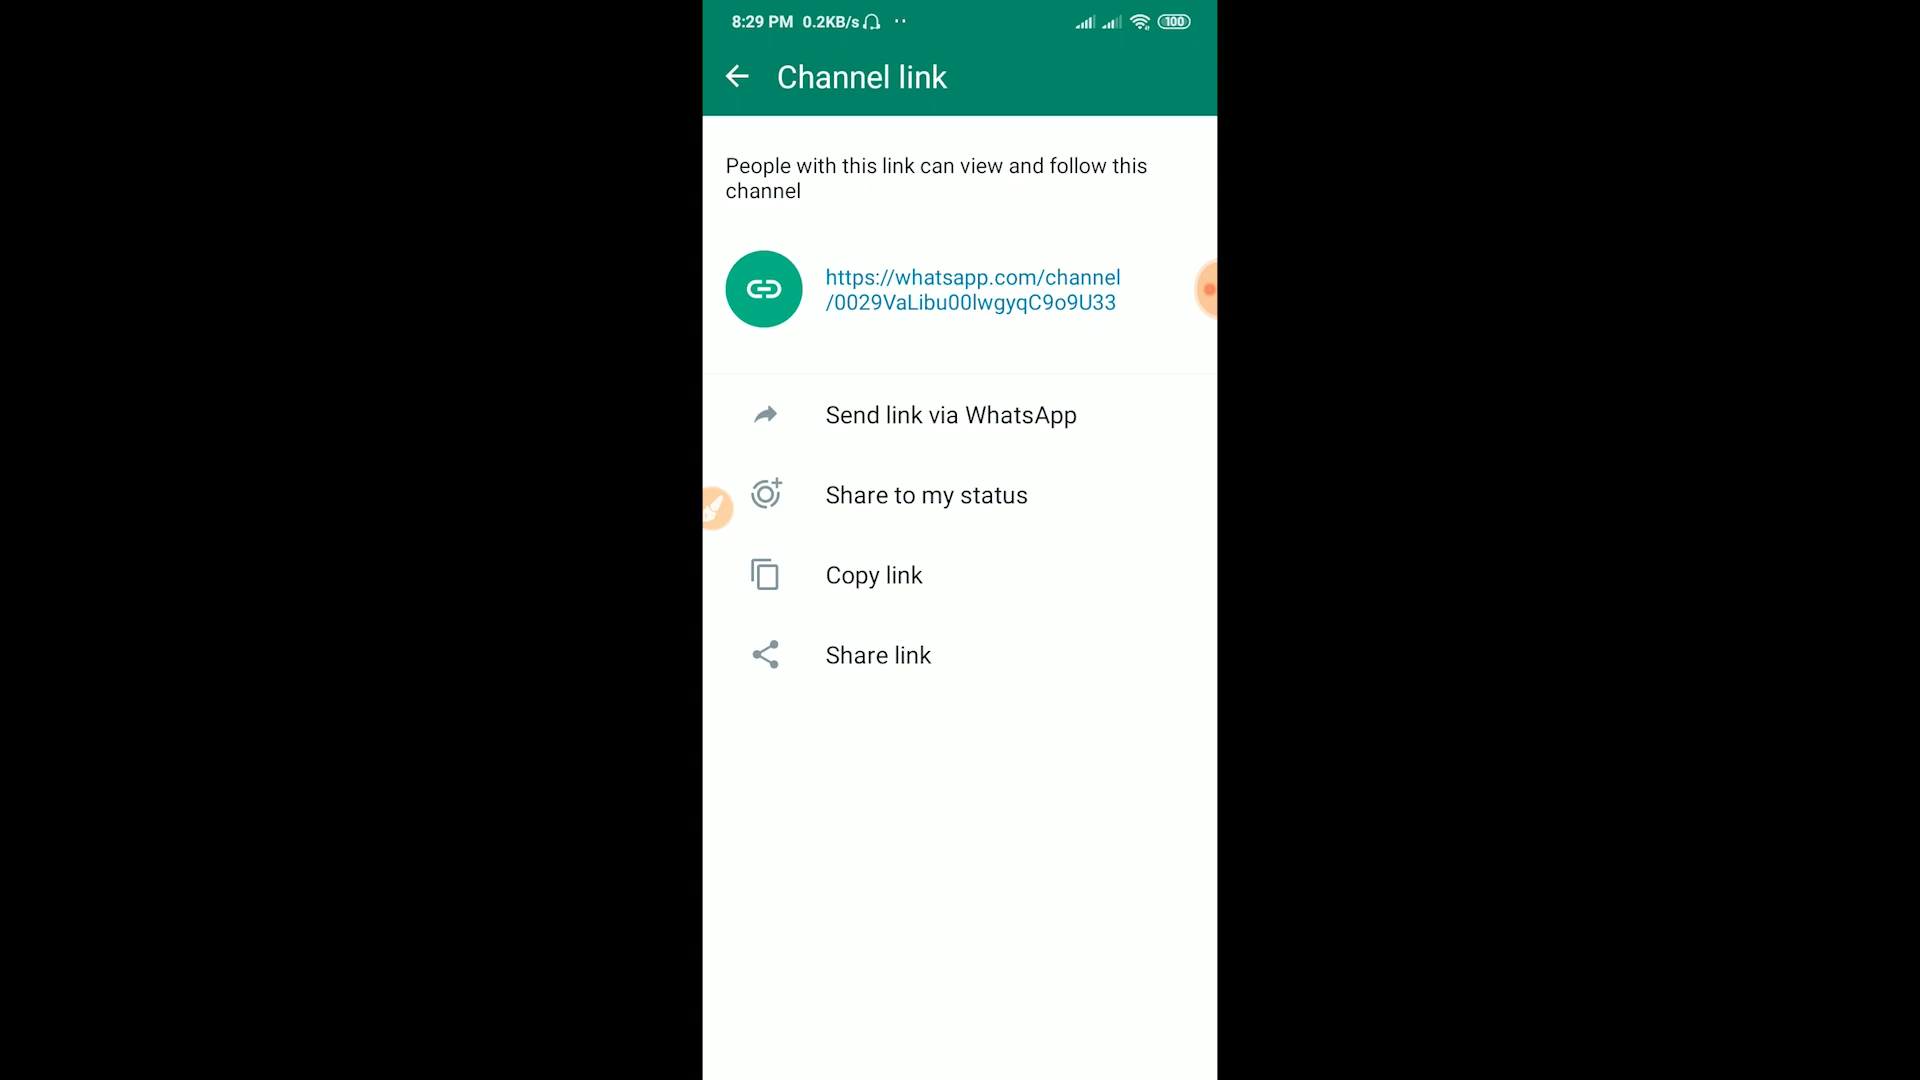 8:29 PM 0.2KB/s 100
Channel link
People with this link can view and follow this
channel
https://whatsapp.com/channel
/0029VaLibu00lwgyqC9o9U33
Send link via WhatsApp
Share to my status
Copy link
Share link